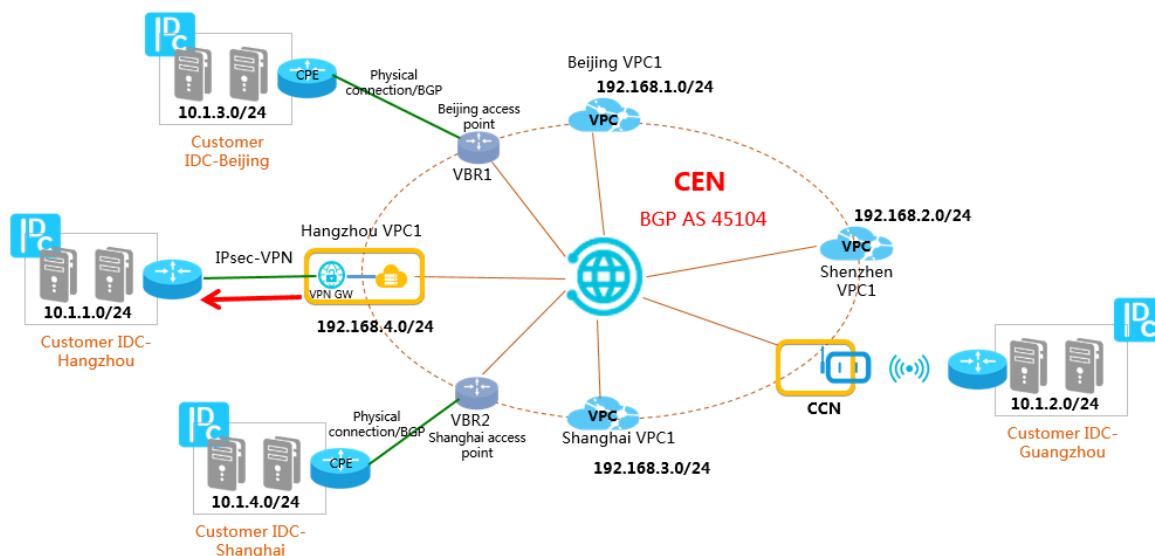 IDC
CPE
10.1.3.0/24
Customer
IDC-Beijing
Physical
connection/BGP
Beijing access
point
VBR1
Beijing VPC1
192.168.1.0/24
VPC
CEN
BGP AS 45104
192.168.2.0/24
VPC
Shenzhen
VPC1
IDC
10.1.1.0/24
Customer IDC-
Hangzhou
IPsec-VPN
Hangzhou VPC1
VPN GW
192.168.4.0/24
IDC
CPE
10.1.4.0/24
Customer IDC-
Shanghai
Physical
connection/BGP
VBR2
Shanghai access
point
VPC
Shanghai VPC1
192.168.3.0/24
CCN
IDC
10.1.2.0/24
Customer IDC-
Guangzhou